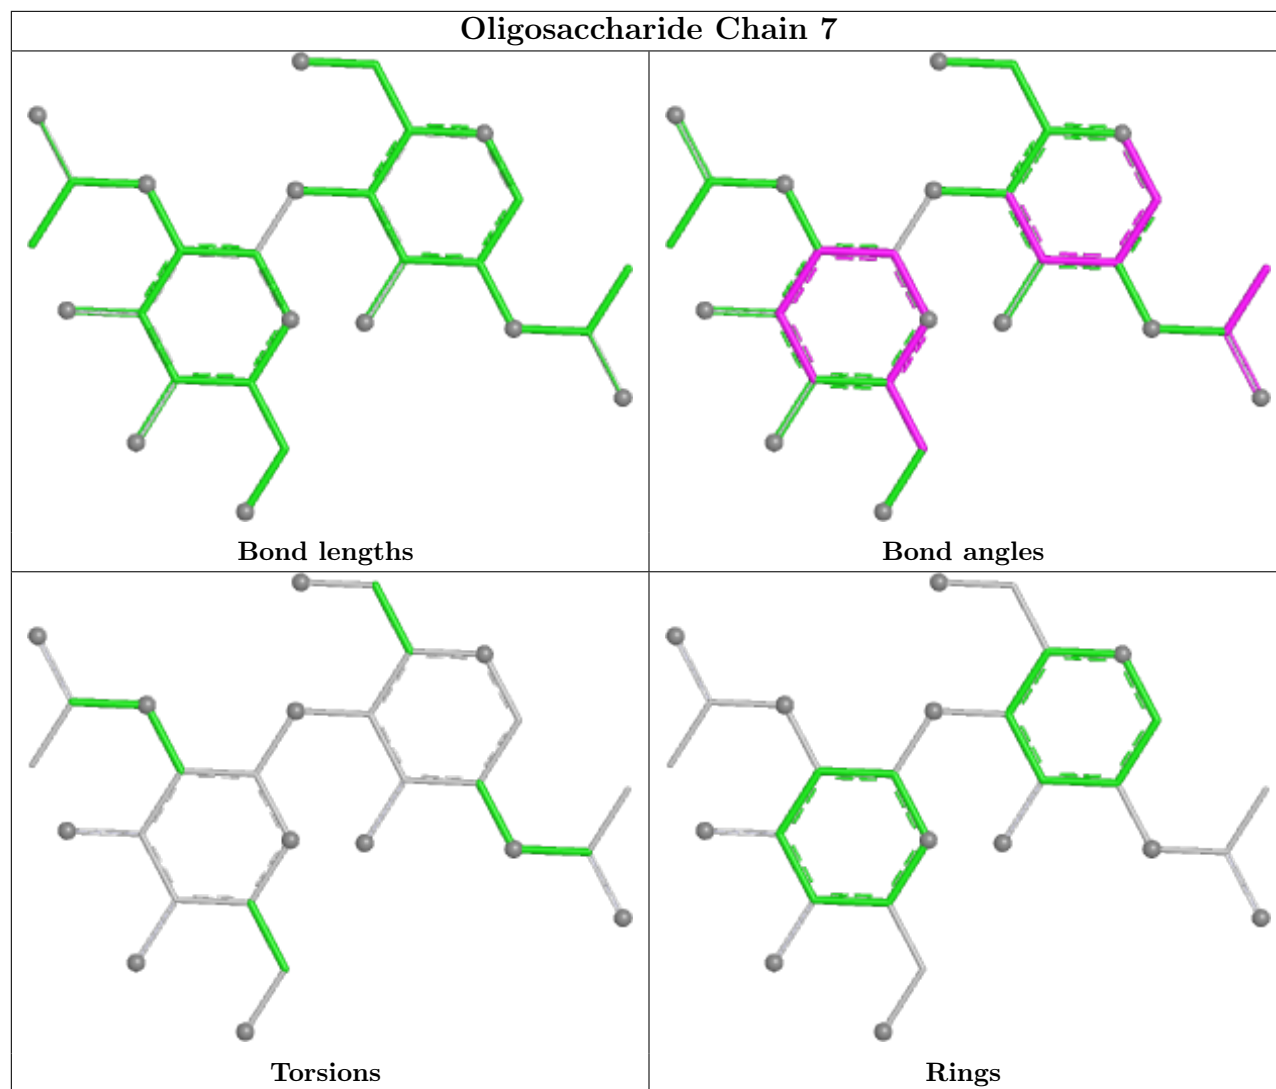 Oligosaccharide Chain 7
Bond lengths
Bond angles
Torsions
Rings